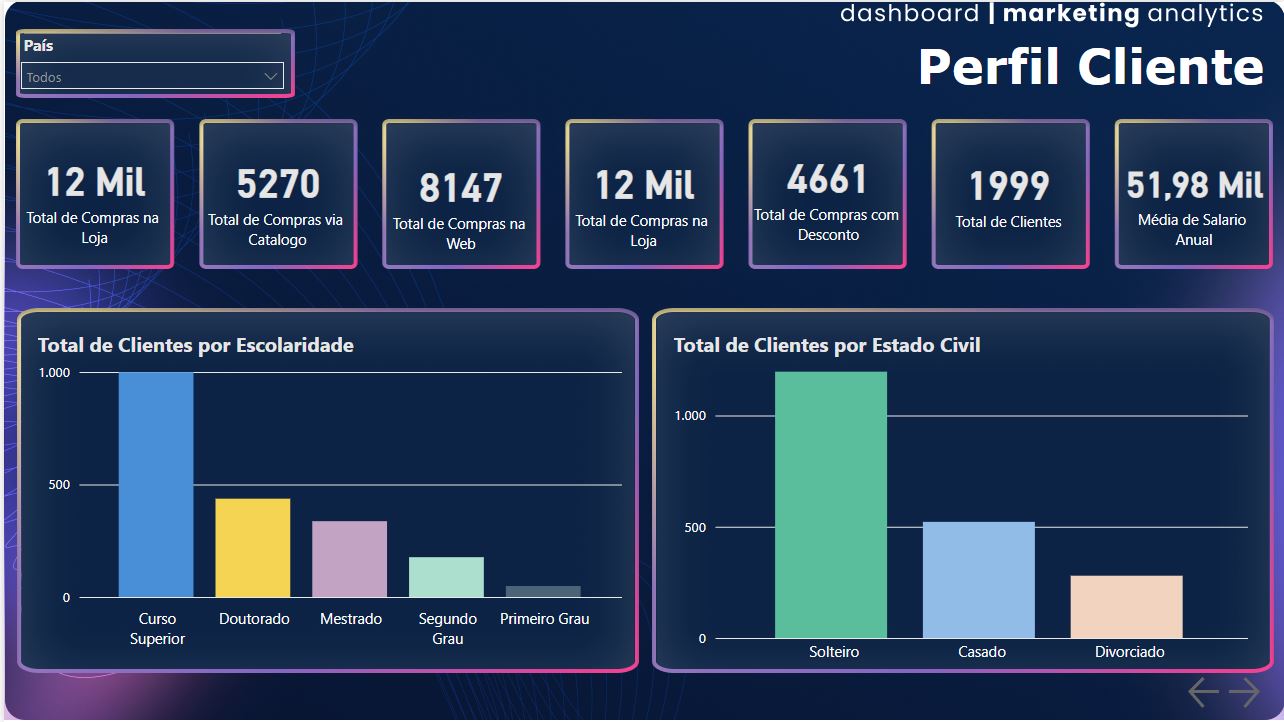 dashboard | marketing analytics
País
Todos
Perfil Cliente
12 Mil
Total de Compras na
Loja
5270
Total de Compras via
Catalogo
8147
Total de Compras na
Web
12 Mil
Total de Compras na
Loja
4661
Total de Compras com
Desconto
1999
Total de Clientes
51,98 Mil
Média de Salario
Anual
Total de Clientes por Escolaridade
1.000
500
0
Curso
Superior
Doutorado
Mestrado
Segundo
Grau
Primeiro Grau
Total de Clientes por Estado Civil
1.000
500
0
Solteiro
Casado
Divorciado